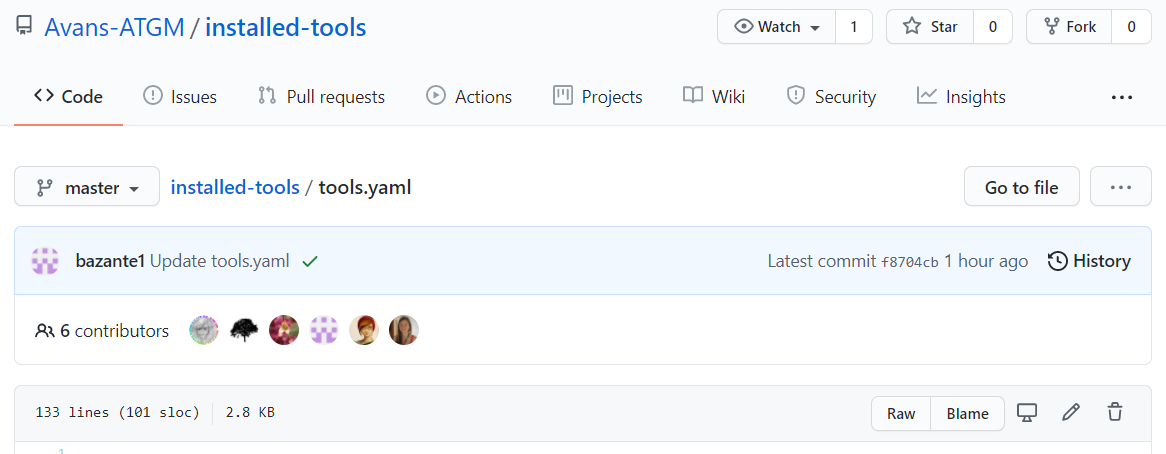 Avans-ATGM / installed-tools
Watch 1 Star 0 Fork 0
Code Issues Pull requests Actions Projects Wiki Security Insights
master installed-tools / tools.yaml Go to file
bazante1 Update tools.yaml Latest commit f8704cb 1 hour ago History
6 contributors
133 lines (101 sloc) 2.8 KB Raw Blame
1